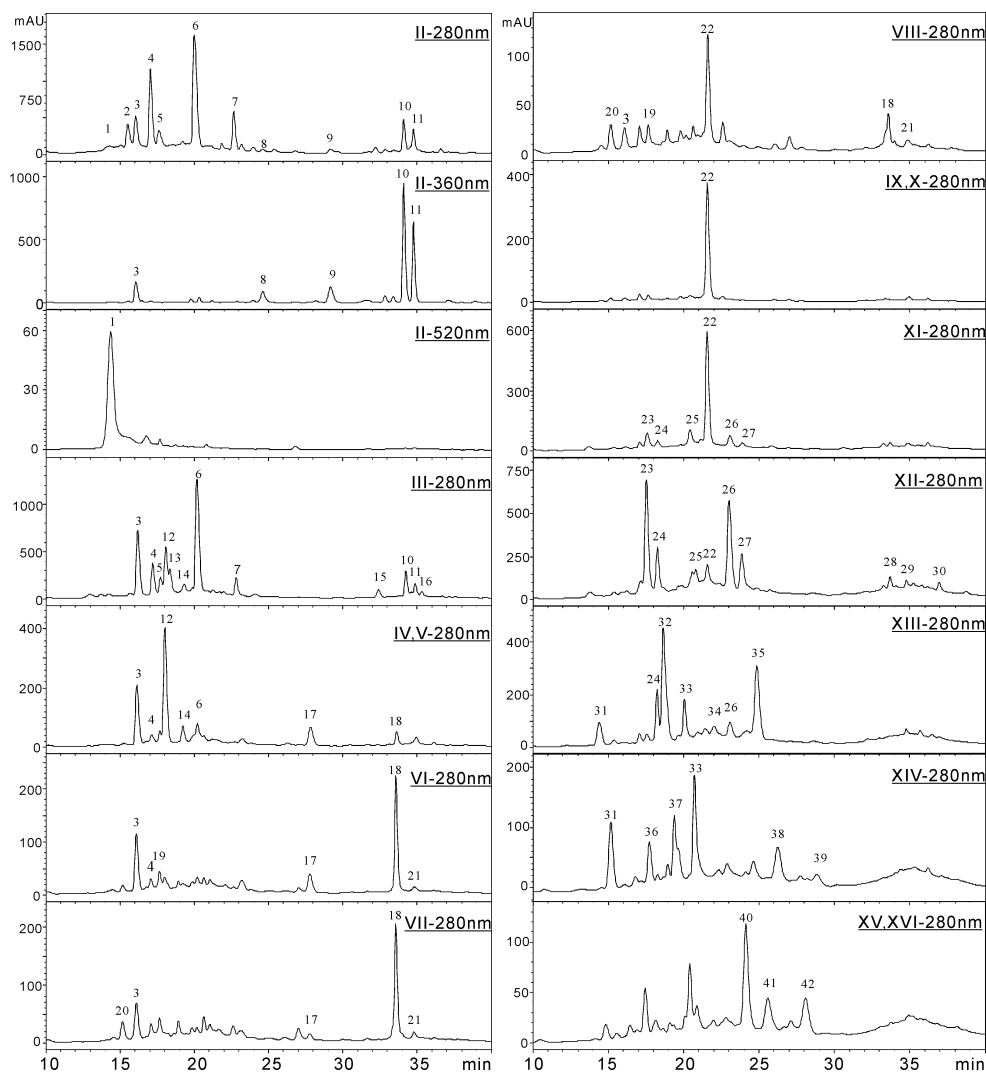 mAU
II-280nm
1500
750
0
1 2 3 4 5 6 7 8 9 10 11
II-360nm
1000
500
0
3 8 9 10 11
II-520nm
60
30
0
1
III-280nm
1000
500
0
3 4 5 12 13 14 6 7 15 10 11 16
IV,V-280nm
400
200
0
3 4 12 14 6 17 18
VI-280nm
200
100
0
3 4 19 17 18 21
VII-280nm
200
100
0
20 3 17 18 21
10 15 20 25 30 35 min
mAU
VIII-280nm
100
50
0
20 3 19 22 18 21
IX,X-280nm
400
200
0
22
XI-280nm
600
300
0
23 24 25 22 26 27
XII-280nm
750
500
250
0
23 24 25 22 26 27 28 29 30
XIII-280nm
400
200
0
31 24 32 33 34 26 35
XIV-280nm
200
100
0
31 36 37 33 38 39
XV,XVI-280nm
100
50
0
40 41 42
10 15 20 25 30 35 min